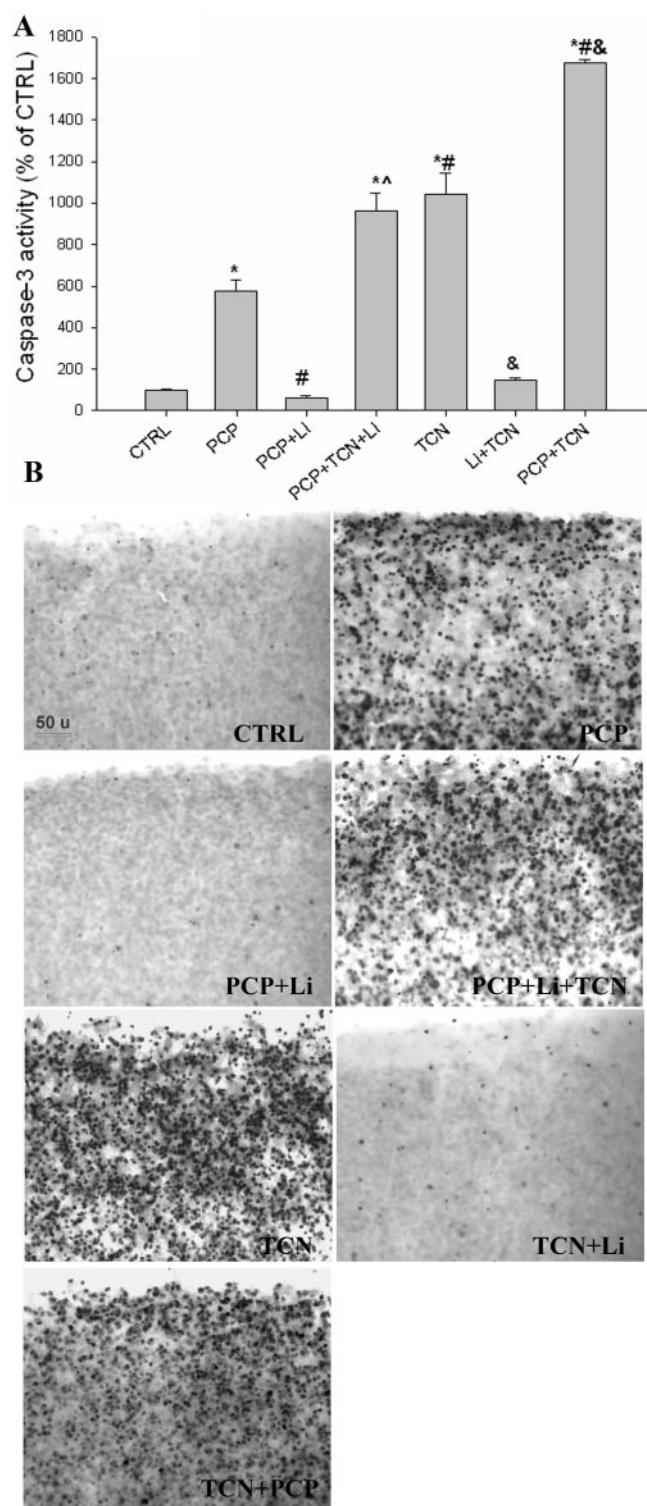 A
Caspase-3 activity (% of CTRL)
1800
1600
1400
1200
1000
800
600
400
200
0
*
#
*^
*#
&
*#&
CTRL
PCP
PCP+Li
PCP+TCN+Li
TCN
Li+TCN
PCP+TCN
B
50 u
CTRL
PCP
PCP+Li
PCP+Li+TCN
TCN
TCN+Li
TCN+PCP